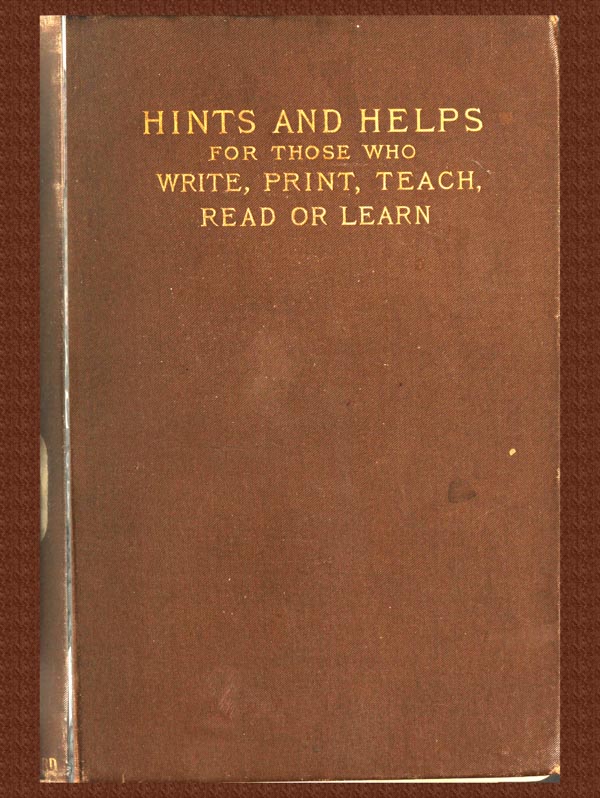 HINTS AND HELPS
FOR THOSE WHO
WRITE, PRINT, TEACH,
READ OR LEARN